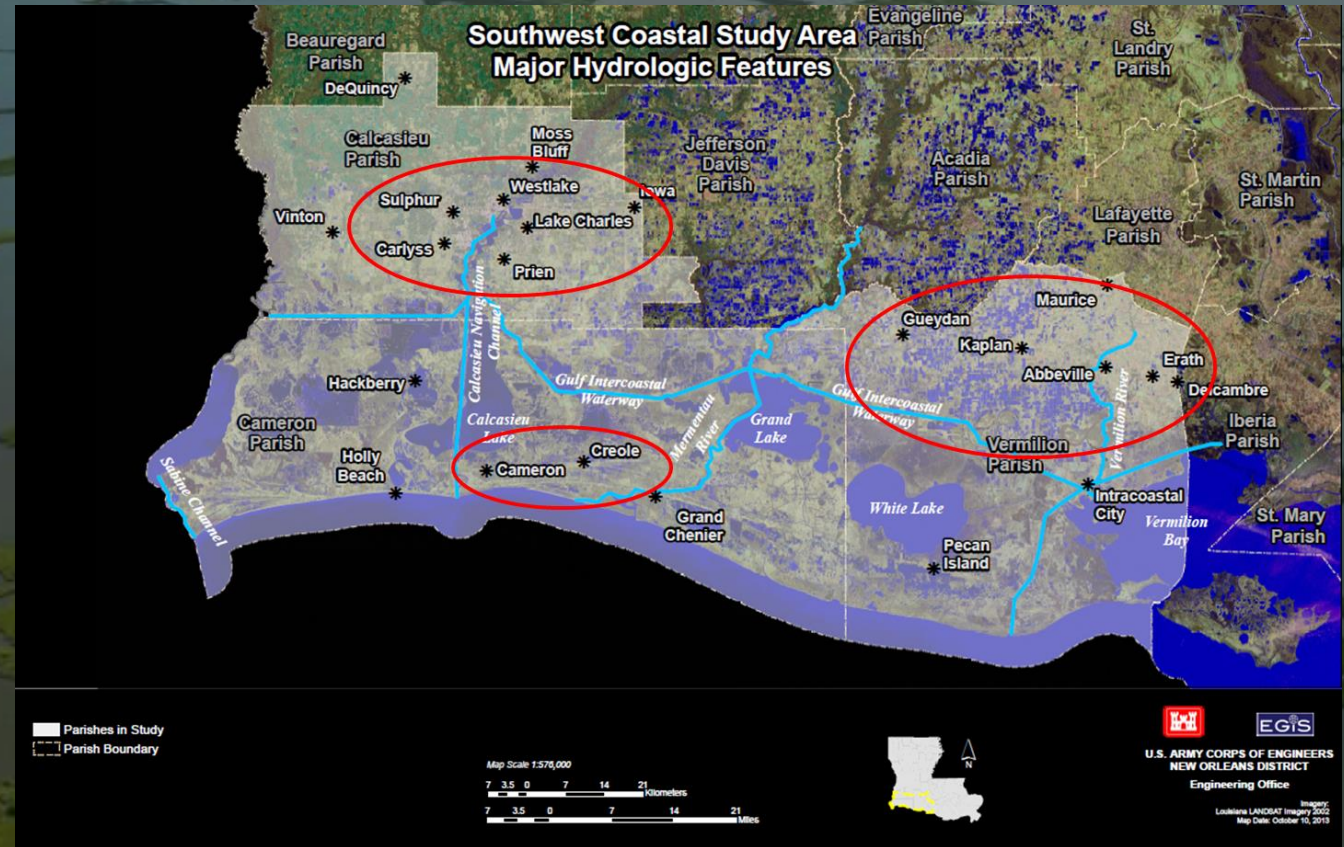 Southwest Coastal Study Area
Major Hydrologic Features
Beauregard
Parish
DeQuincy
Evangeline
Parish
St.
Landry
Parish
Calcasieu
Parish
Moss
Bluff
Jefferson
Davis
Parish
Acadia
Parish
St. Martin
Parish
Sulphur
Westlake
Iowa
Vinton
Lake Charles
Lafayette
Parish
Carlyss
Prien
Calcasieu Navigation
Channel
Maurice
Gueydan
Kaplan
Erath
Abbeville
Delcambre
Hackberry
Gulf Intercoastal
Waterway
Gulf Intercoastal
Waterway
Vermilion River
Iberia
Parish
Cameron
Parish
Calcasieu
Lake
Mermentau
River
Grand
Lake
Vermilion
Parish
Holly
Beach
Creole
Cameron
Sabine Channel
Grand
Chenier
White Lake
Intracoastal
City
Vermilion
Bay
St. Mary
Parish
Pecan
Island
Parishes in Study
Parish Boundary
Map Scale 1:576,000
7 3.5 0 7 14 21
Kilometers
7 3.5 0 7 14 21
Miles
N
EGIS
U.S. ARMY CORPS OF ENGINEERS
NEW ORLEANS DISTRICT
Engineering Office
Imagery:
Louisiana LANDSAT Imagery 2002
Map Date: October 10, 2013